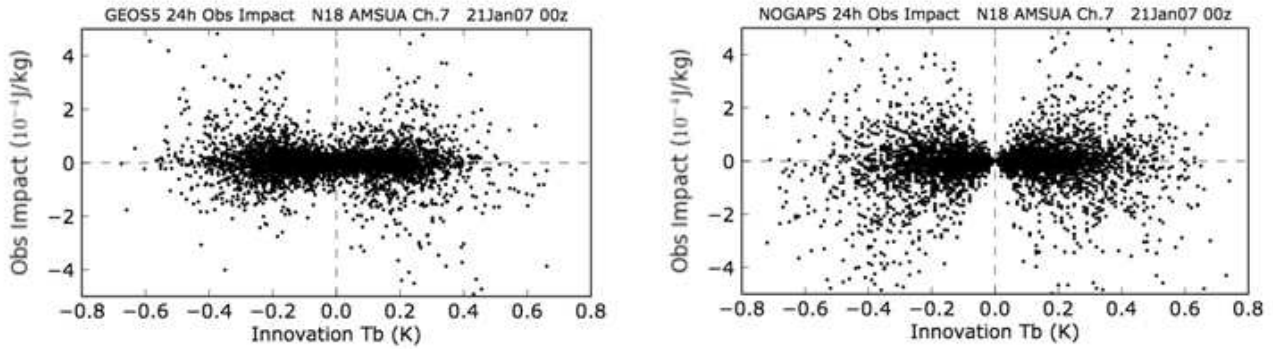 GEOS5 24h Obs Impact N18 AMSUA Ch.7 21Jan07 00z
Obs Impact (10⁻⁴J/kg)
4
2
0
−2
−4
−0.8 −0.6 −0.4 −0.2 0.0 0.2 0.4 0.6 0.8
Innovation Tb (K)
NOGAPS 24h Obs Impact N18 AMSUA Ch.7 21Jan07 00z
Obs Impact (10⁻⁴J/kg)
4
2
0
−2
−4
−0.8 −0.6 −0.4 −0.2 0.0 0.2 0.4 0.6 0.8
Innovation Tb (K)